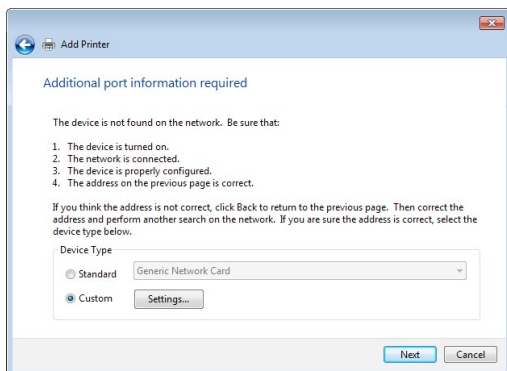 Add Printer
Additional port information required
The device is not found on the network.  Be sure that:
1.  The device is turned on.
2.  The network is connected.
3.  The device is properly configured.
4.  The address on the previous page is correct.
If you think the address is not correct, click Back to return to the previous page.  Then correct the
address and perform another search on the network.  If you are sure the address is correct, select the
device type below.
Device Type
Standard
Generic Network Card
Custom
Settings...
Next
Cancel